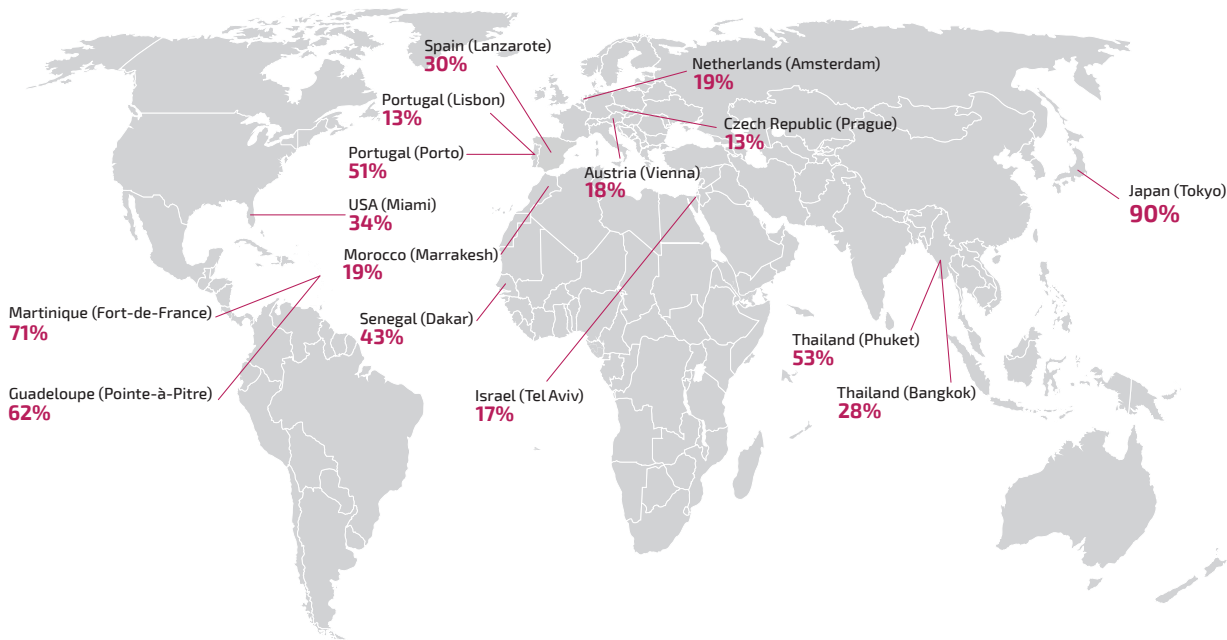 Spain (Lanzarote)
30%
Netherlands (Amsterdam)
19%
Portugal (Lisbon)
13%
Czech Republic (Prague)
13%
Portugal (Porto)
51%
Austria (Vienna)
18%
Japan (Tokyo)
90%
USA (Miami)
34%
Morocco (Marrakesh)
19%
Martinique (Fort-de-France)
71%
Senegal (Dakar)
43%
Thailand (Phuket)
53%
Guadeloupe (Pointe-à-Pitre)
62%
Israel (Tel Aviv)
17%
Thailand (Bangkok)
28%